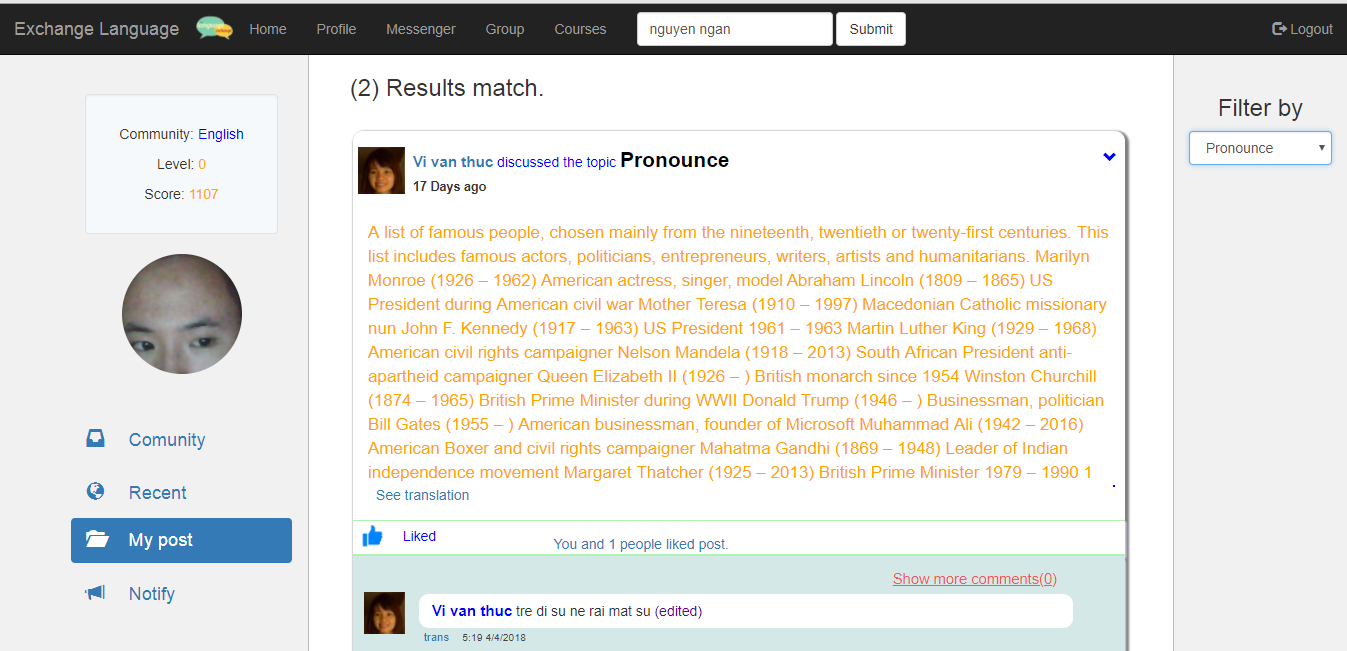 Exchange Language Home Profile Messenger Group Courses nguyen ngan Submit Logout
Community: English
Level: 0
Score: 1107
Comunity
Recent
My post
Notify
(2) Results match.
Vi van thuc discussed the topic Pronounce
17 Days ago
A list of famous people, chosen mainly from the nineteenth, twentieth or twenty-first centuries. This
list includes famous actors, politicians, entrepreneurs, writers, artists and humanitarians. Marilyn
Monroe (1926 – 1962) American actress, singer, model Abraham Lincoln (1809 – 1865) US
President during American civil war Mother Teresa (1910 – 1997) Macedonian Catholic missionary
nun John F. Kennedy (1917 – 1963) US President 1961 – 1963 Martin Luther King (1929 – 1968)
American civil rights campaigner Nelson Mandela (1918 – 2013) South African President anti-
apartheid campaigner Queen Elizabeth II (1926 – ) British monarch since 1954 Winston Churchill
(1874 – 1965) British Prime Minister during WWII Donald Trump (1946 – ) Businessman, politician
Bill Gates (1955 – ) American businessman, founder of Microsoft Muhammad Ali (1942 – 2016)
American Boxer and civil rights campaigner Mahatma Gandhi (1869 – 1948) Leader of Indian
independence movement Margaret Thatcher (1925 – 2013) British Prime Minister 1979 – 1990 1
See translation
Liked
You and 1 people liked post.
Show more comments(0)
Vi van thuc tre di su ne rai mat su (edited)
trans 5:19 4/4/2018
Filter by
Pronounce